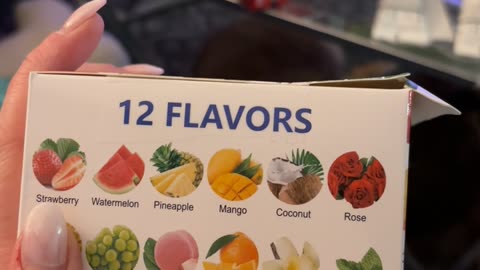 12 FLAVORS
Strawberry Watermelon Pineapple Mango Coconut Rose